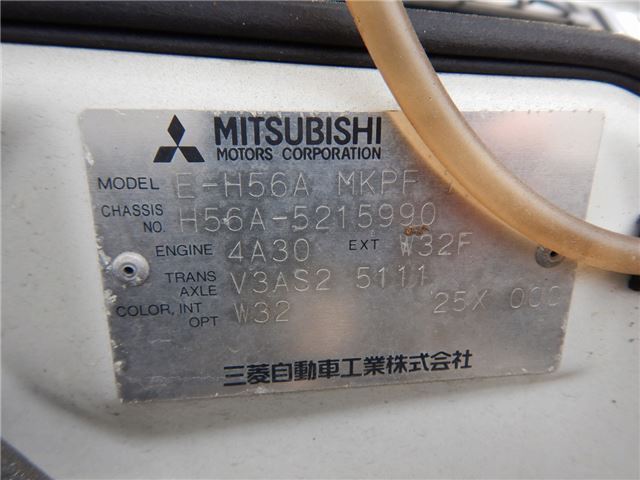 MITSUBISHI
MOTORS CORPORATION
MODEL E-H56A MKPF
CHASSIS NO. H56A-5215990
ENGINE 4A30 EXT W32F
TRANS AXLE V3AS2 5111
COLOR, INT OPT W32 25X 000
三菱自動車工業株式会社